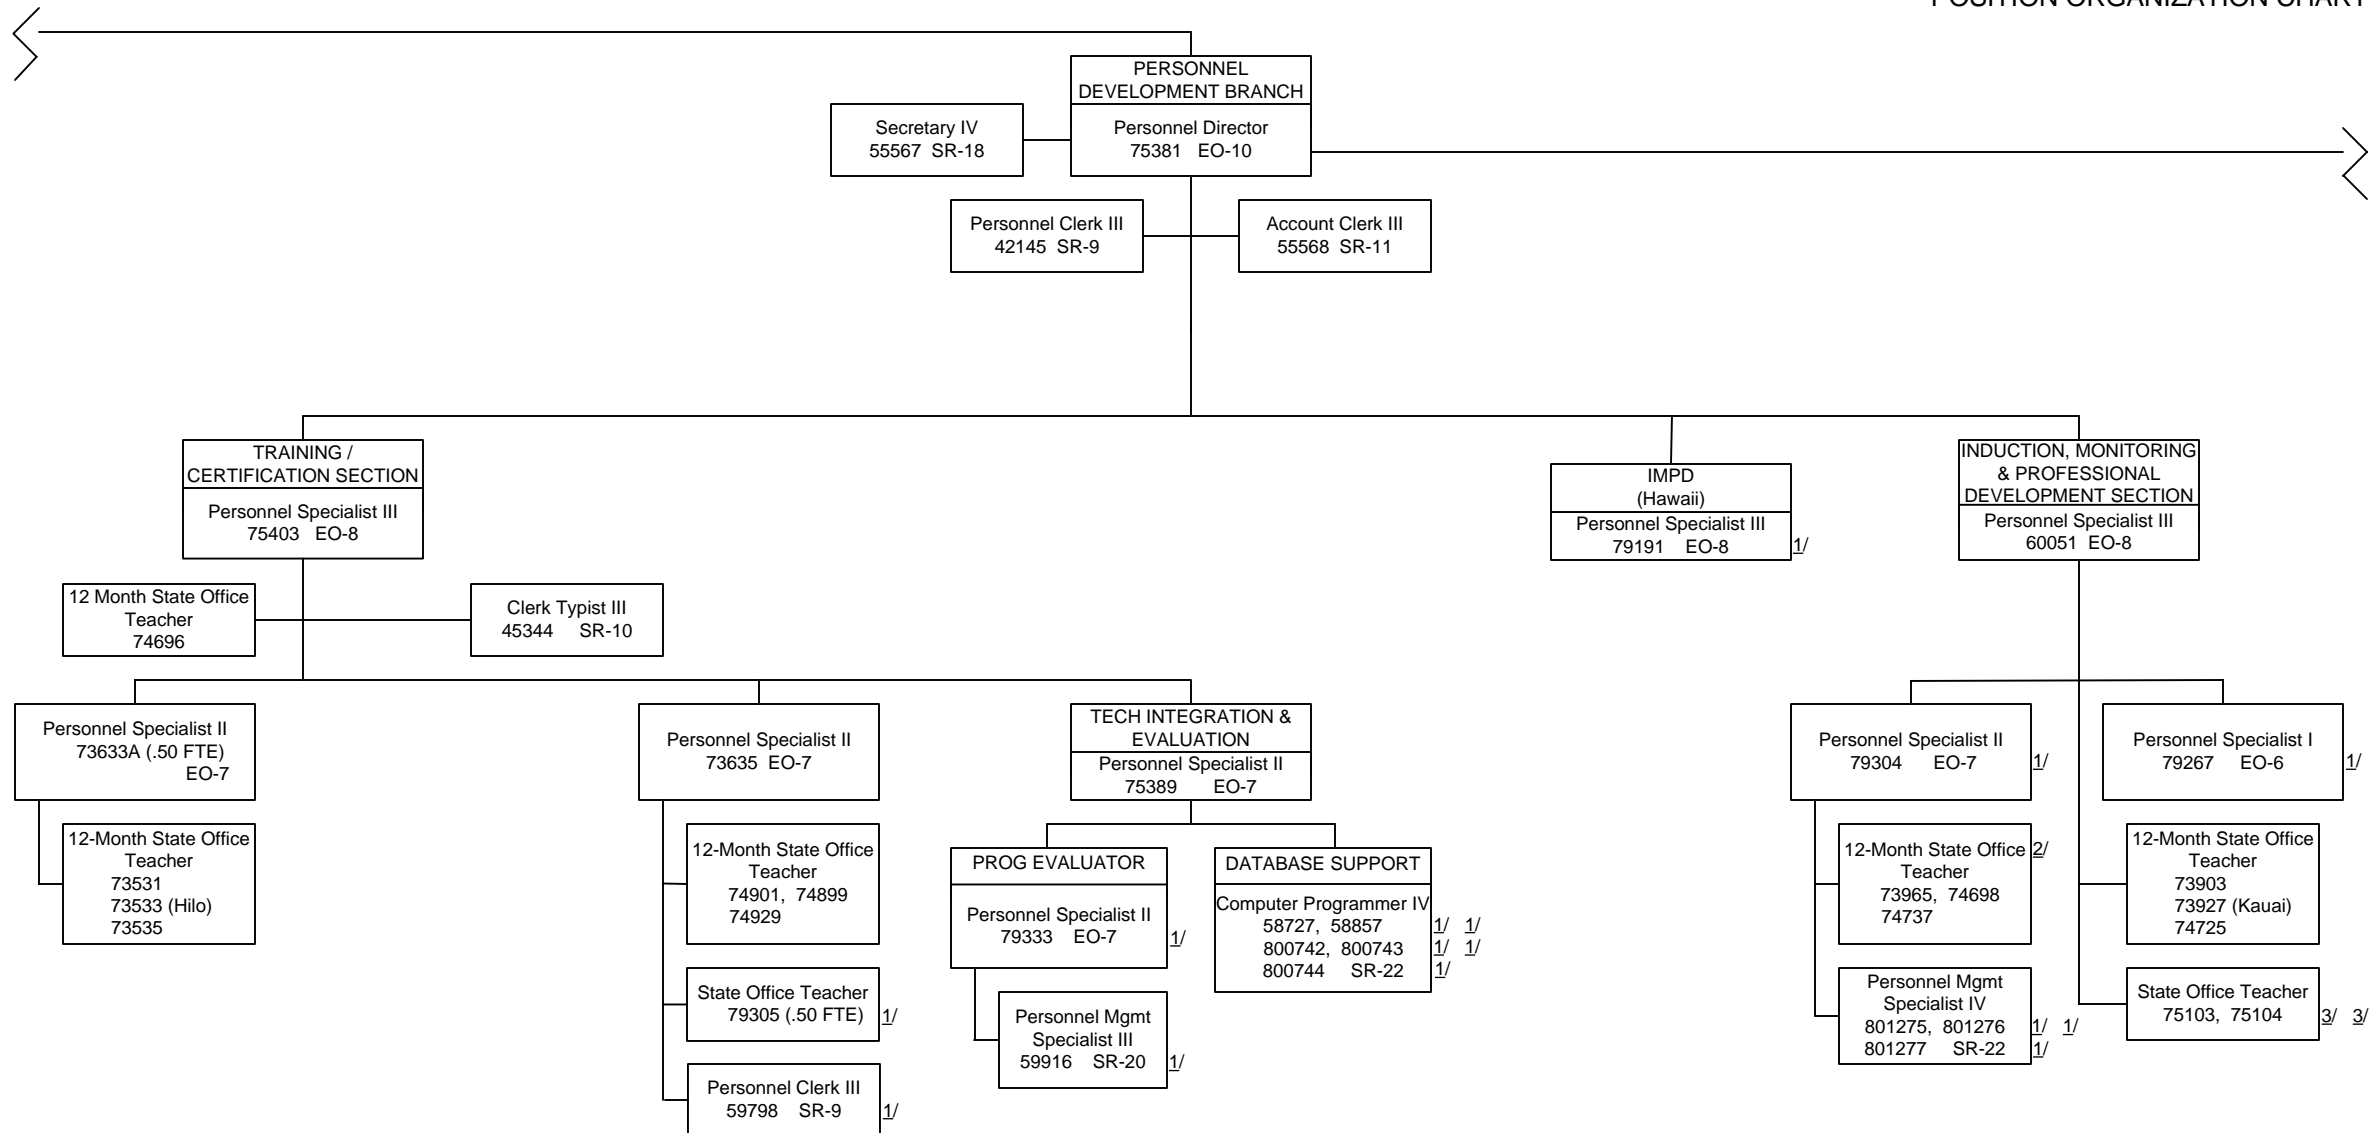 POSITION ORGANIZATION CHART
PERSONNEL
DEVELOPMENT BRANCH
Personnel Director
75381 EO-10
Secretary IV
55567 SR-18
Personnel Clerk III
42145 SR-9
Account Clerk III
55568 SR-11
TRAINING /
CERTIFICATION SECTION
Personnel Specialist III
75403 EO-8
IMPD
(Hawaii)
Personnel Specialist III
79191 EO-8 1/
INDUCTION, MONITORING
& PROFESSIONAL
DEVELOPMENT SECTION
Personnel Specialist III
60051 EO-8
12 Month State Office
Teacher
74696
Clerk Typist III
45344 SR-10
Personnel Specialist II
73633A (.50 FTE)
EO-7
12-Month State Office
Teacher
73531
73533 (Hilo)
73535
Personnel Specialist II
73635 EO-7
12-Month State Office
Teacher
74901, 74899
74929
State Office Teacher
79305 (.50 FTE) 1/
Personnel Clerk III
59798 SR-9 1/
TECH INTEGRATION &
EVALUATION
Personnel Specialist II
75389 EO-7
PROG EVALUATOR
Personnel Specialist II
79333 EO-7 1/
Personnel Mgmt
Specialist III
59916 SR-20 1/
DATABASE SUPPORT
Computer Programmer IV
58727, 58857 1/ 1/
800742, 800743 1/ 1/
800744 SR-22 1/
Personnel Specialist II
79304 EO-7 1/
12-Month State Office 2/
Teacher
73965, 74698
74737
Personnel Mgmt
Specialist IV
801275, 801276 1/ 1/
801277 SR-22 1/
Personnel Specialist I
79267 EO-6 1/
12-Month State Office
Teacher
73903
73927 (Kauai)
74725
State Office Teacher
75103, 75104 3/ 3/